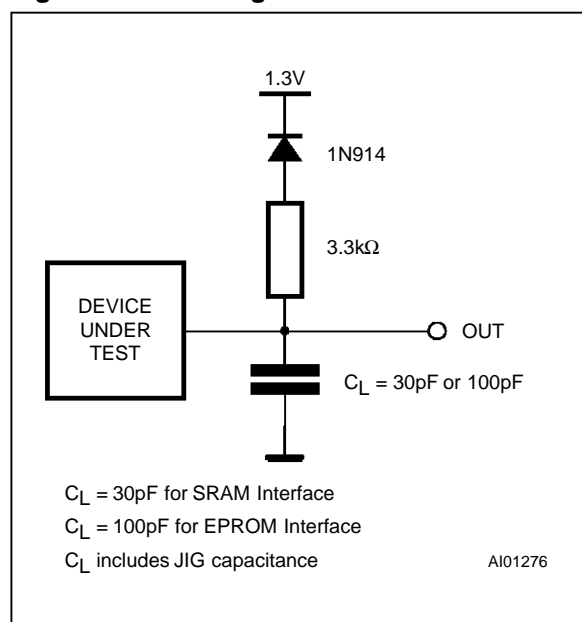 1.3V
1N914
3.3kΩ
DEVICE
UNDER
TEST
OUT
CL = 30pF or 100pF
CL = 30pF for SRAM Interface
CL = 100pF for EPROM Interface
CL includes JIG capacitance
AI01276